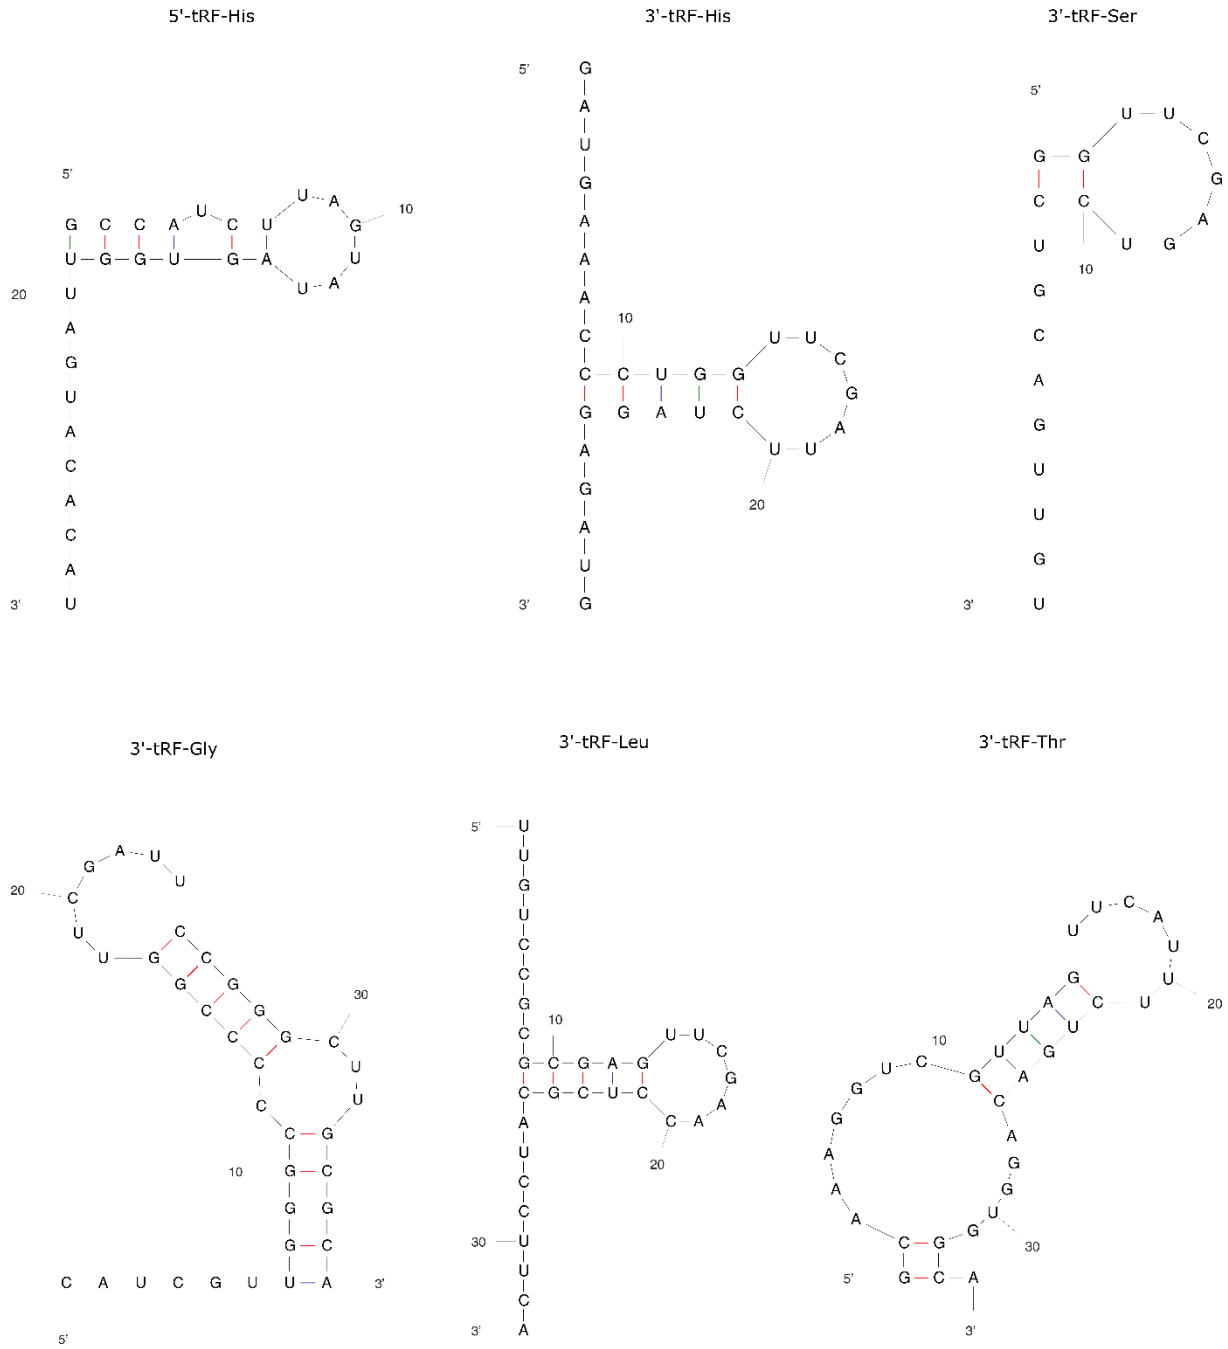 5'-tRF-His
5'
G C C A U C U U A G U A U A G U G G U U A G U A C A C A U
10
20
3'
3'-tRF-His
5'
G A U G A A A C C C U G G U U C G A U U C U A G G A G A U G
10
20
3'
3'-tRF-Ser
5'
G G U U C G A G U C C U G C A G U U G U
10
3'
3'-tRF-Gly
5'
C A U C G U U G G G C C C C C G G U U C G A U U C C G G G C U U G C G C A
10
20
30
3'
3'-tRF-Leu
5'
U U G U C C G C G C G A G U U C G A A C C U C G C A U C C U U C A
10
20
30
3'
3'-tRF-Thr
5'
G C A A A G G U C G U U A G U U C A U U U C U G A C A G G U G G C A
10
20
30
3'